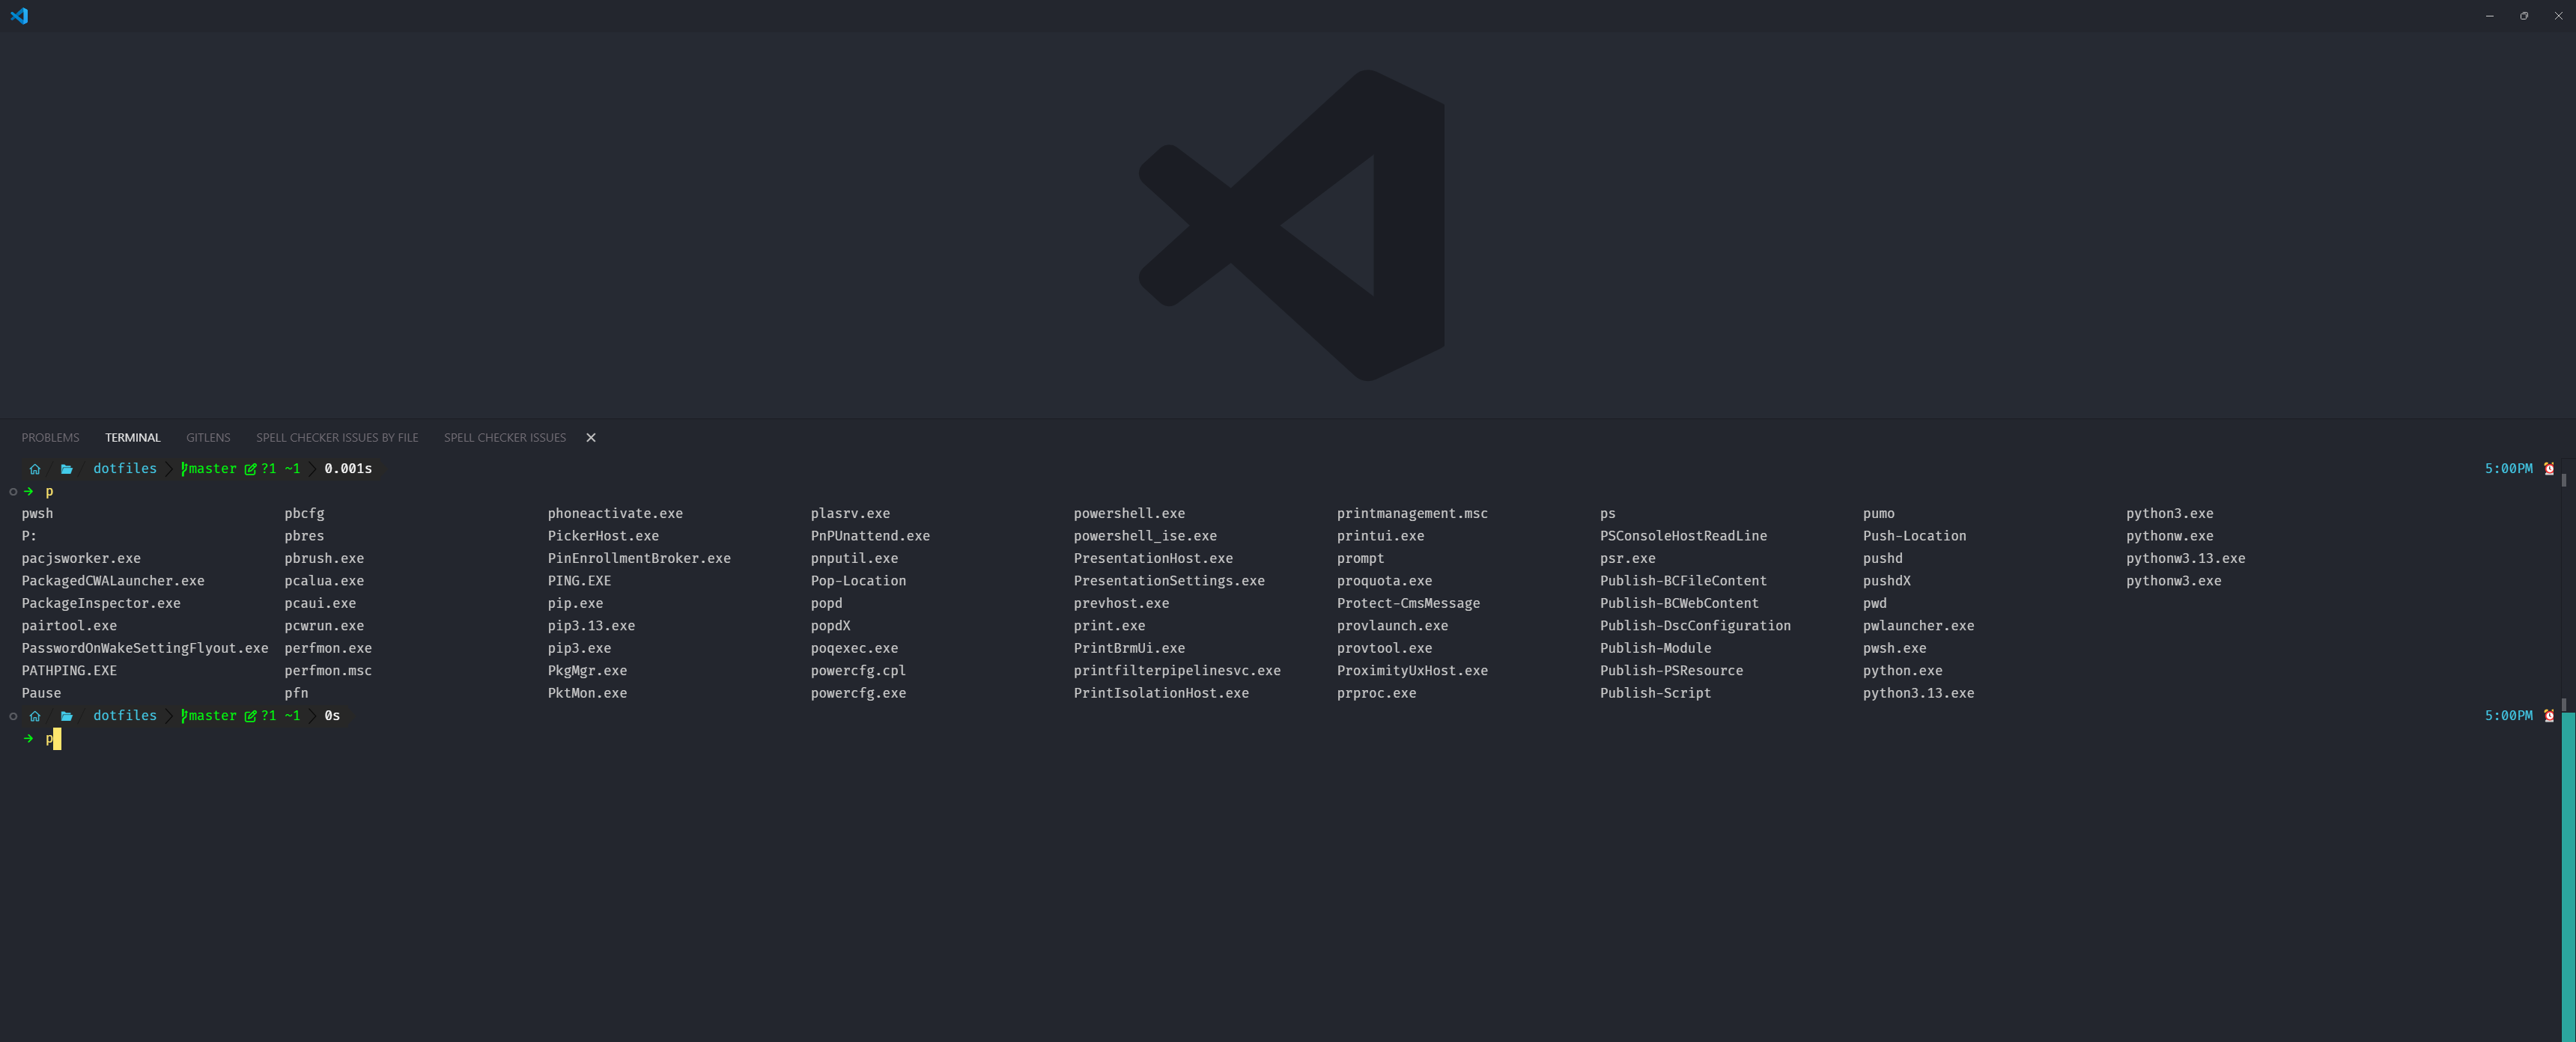 PROBLEMS TERMINAL GITLENS SPELL CHECKER ISSUES BY FILE SPELL CHECKER ISSUES
dotfiles master ?1 ~1 0.001s 5:00PM
→ p
pwsh pbcfg phoneactivate.exe plasrv.exe powershell.exe printmanagement.msc ps pumo python3.exe
P: pbres PickerHost.exe PnPUnattend.exe powershell_ise.exe printui.exe PSConsoleHostReadLine Push-Location pythonw.exe
pacjsworker.exe pbrush.exe PinEnrollmentBroker.exe pnputil.exe PresentationHost.exe prompt psr.exe pushd pythonw3.13.exe
PackagedCWALauncher.exe pcalua.exe PING.EXE Pop-Location PresentationSettings.exe proquota.exe Publish-BCFileContent pushdX pythonw3.exe
PackageInspector.exe pcaui.exe pip.exe popd prevhost.exe Protect-CmsMessage Publish-BCWebContent pwd
pairtool.exe pcwrun.exe pip3.13.exe popdX print.exe provlaunch.exe Publish-DscConfiguration pwlauncher.exe
PasswordOnWakeSettingFlyout.exe perfmon.exe pip3.exe poqexec.exe PrintBrmUi.exe provtool.exe Publish-Module pwsh.exe
PATHPING.EXE perfmon.msc PkgMgr.exe powercfg.cpl printfilterpipelinesvc.exe ProximityUxHost.exe Publish-PSResource python.exe
Pause pfn PktMon.exe powercfg.exe PrintIsolationHost.exe prproc.exe Publish-Script python3.13.exe
dotfiles master ?1 ~1 0s 5:00PM
→ p